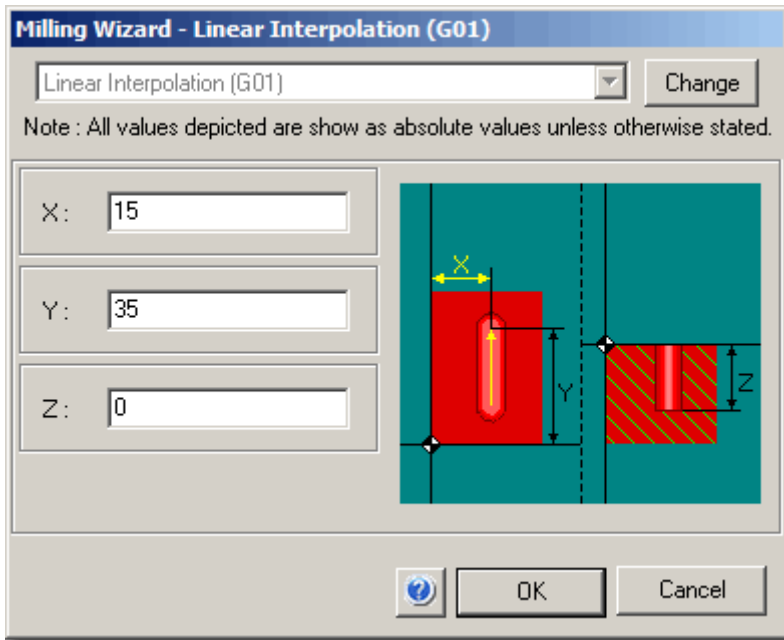 Milling Wizard - Linear Interpolation (G01)
Linear Interpolation (G01)
Change
Note : All values depicted are show as absolute values unless otherwise stated.
X : 15
Y : 35
Z : 0
X
Y
Z
?
OK
Cancel